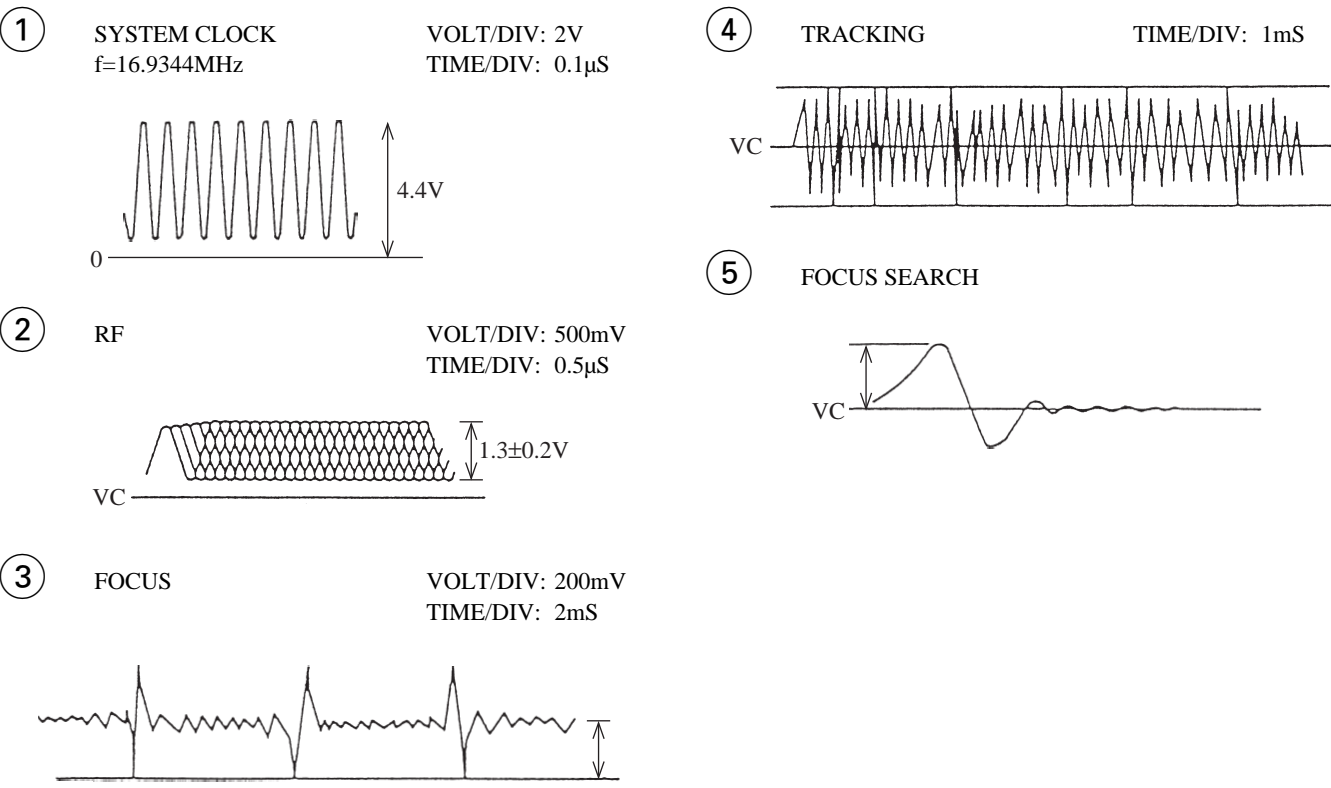 1 SYSTEM CLOCK VOLT/DIV: 2V
f=16.9344MHz TIME/DIV: 0.1µS
4.4V
0
2 RF VOLT/DIV: 500mV
TIME/DIV: 0.5µS
1.3±0.2V
VC
3 FOCUS VOLT/DIV: 200mV
TIME/DIV: 2mS
4 TRACKING TIME/DIV: 1mS
VC
5 FOCUS SEARCH
VC